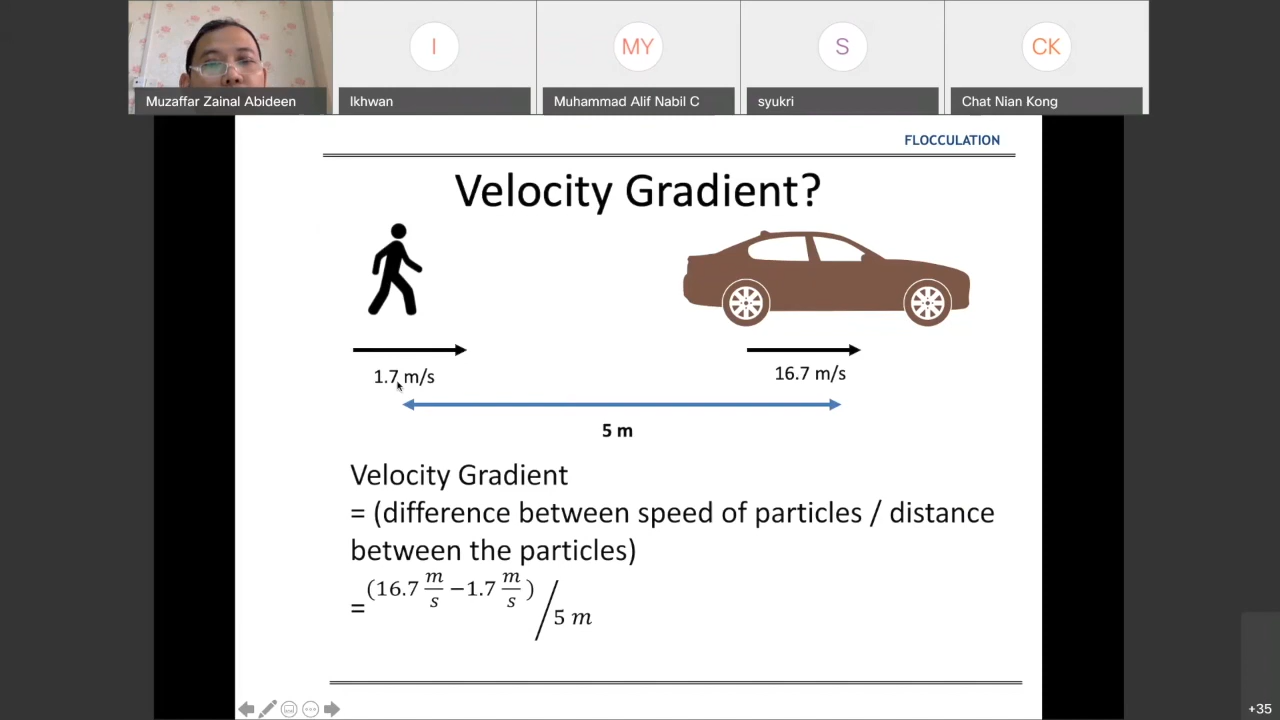 I
MY
S
CK
Muzaffar Zainal Abideen
Ikhwan
Muhammad Alif Nabil C
syukri
Chat Nian Kong
FLOCCULATION
Velocity Gradient?
1.7 m/s
16.7 m/s
5 m
Velocity Gradient
= (difference between speed of particles / distance
between the particles)
=(16.7 m/s −1.7 m/s )/5 m
+35